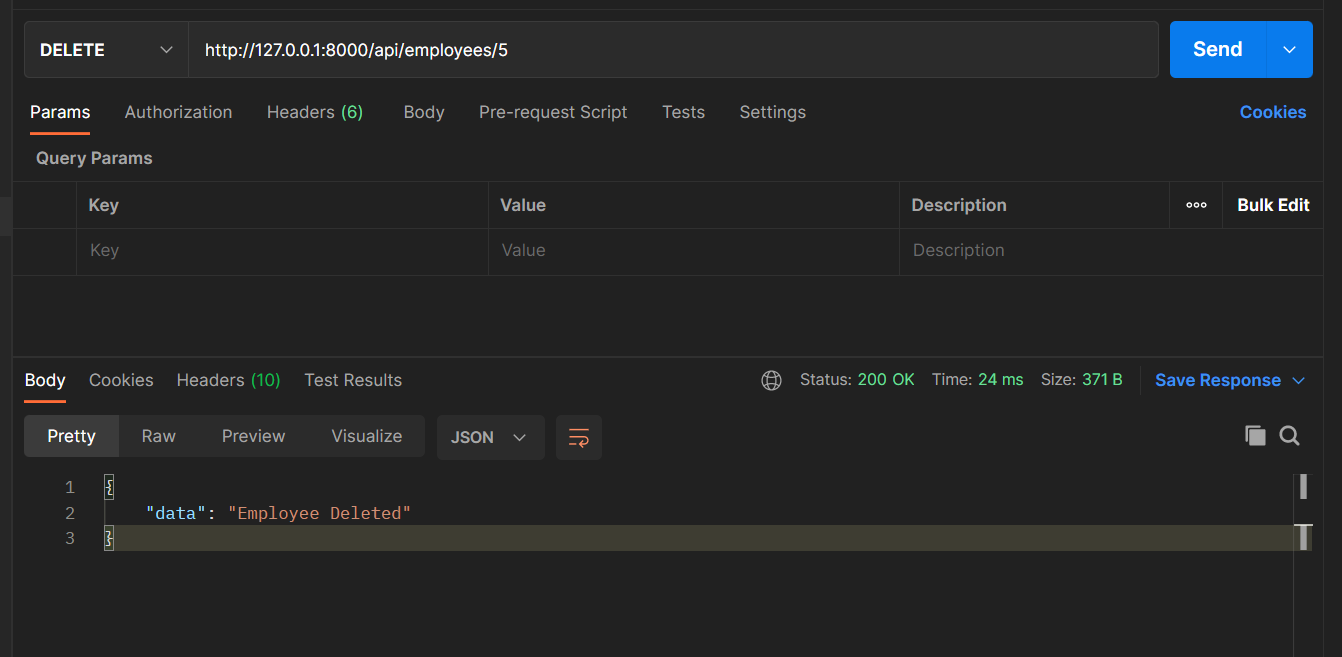 DELETE http://127.0.0.1:8000/api/employees/5 Send
Params Authorization Headers (6) Body Pre-request Script Tests Settings Cookies
Query Params
Key Value Description Bulk Edit
Key Value Description
Body Cookies Headers (10) Test Results Status: 200 OK Time: 24 ms Size: 371 B Save Response
Pretty Raw Preview Visualize JSON
1 {
2 "data": "Employee Deleted"
3 }